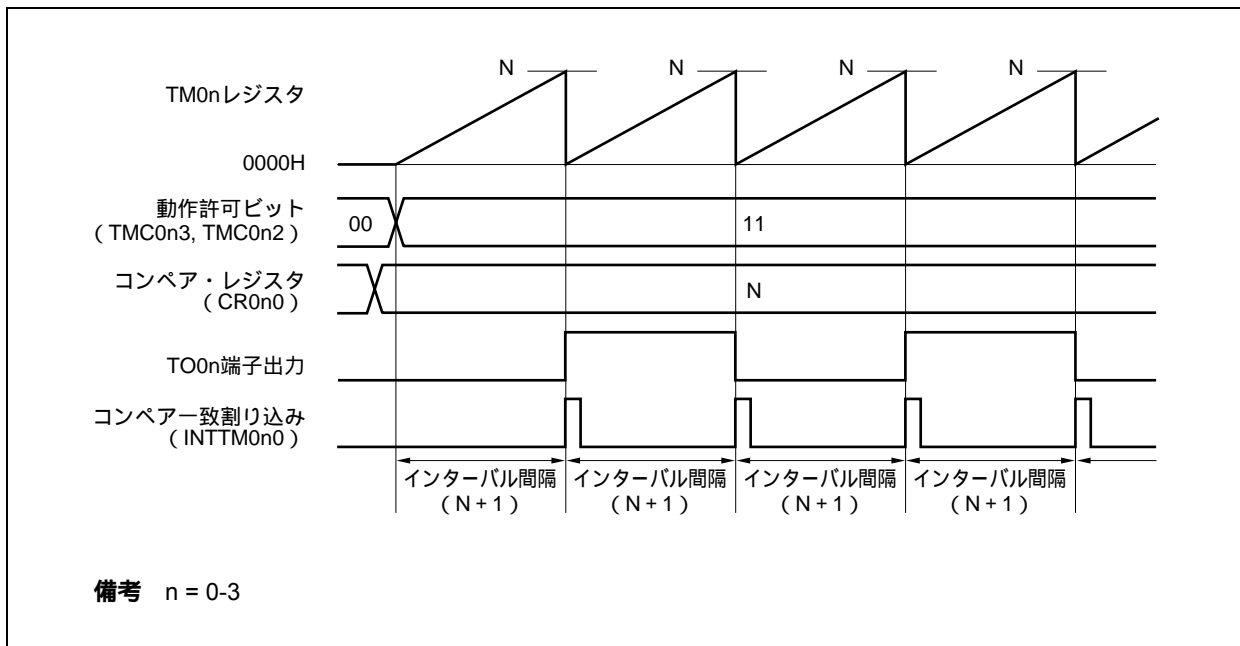 N N N N
TM0nレジスタ
0000H
動作許可ビット
（TMC0n3, TMC0n2）
00 11
コンペア・レジスタ
（CR0n0）
N
TO0n端子出力
コンペア一致割り込み
（INTTM0n0）
インターバル間隔 インターバル間隔 インターバル間隔 インターバル間隔
（N + 1） （N + 1） （N + 1） （N + 1）
備考 n = 0-3